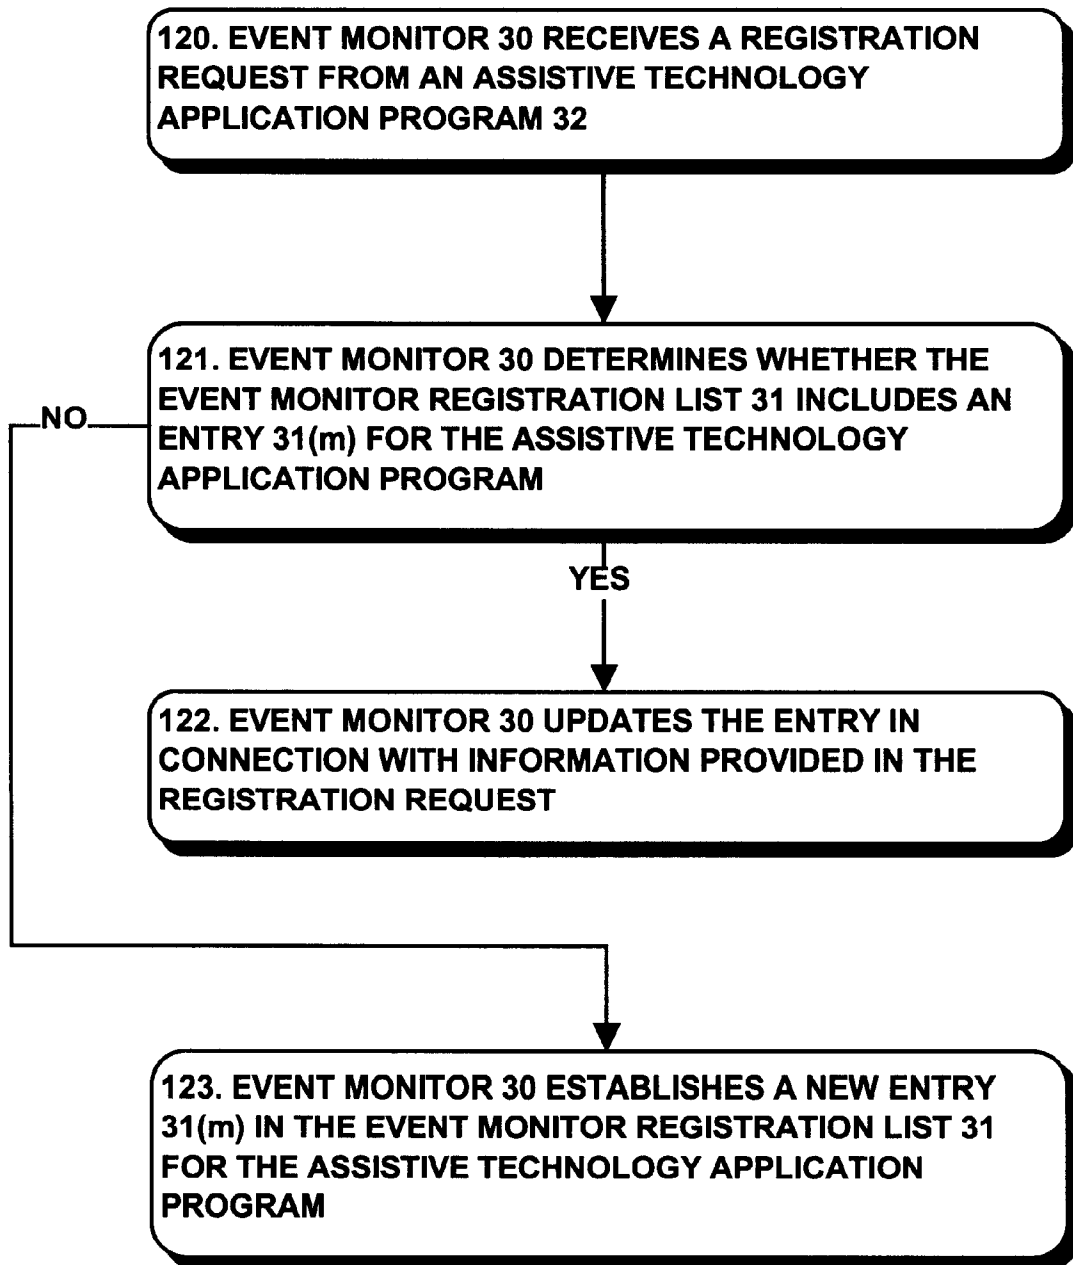 120. EVENT MONITOR 30 RECEIVES A REGISTRATION
REQUEST FROM AN ASSISTIVE TECHNOLOGY
APPLICATION PROGRAM 32
121. EVENT MONITOR 30 DETERMINES WHETHER THE
EVENT MONITOR REGISTRATION LIST 31 INCLUDES AN
ENTRY 31(m) FOR THE ASSISTIVE TECHNOLOGY
APPLICATION PROGRAM
NO
YES
122. EVENT MONITOR 30 UPDATES THE ENTRY IN
CONNECTION WITH INFORMATION PROVIDED IN THE
REGISTRATION REQUEST
123. EVENT MONITOR 30 ESTABLISHES A NEW ENTRY
31(m) IN THE EVENT MONITOR REGISTRATION LIST 31
FOR THE ASSISTIVE TECHNOLOGY APPLICATION
PROGRAM